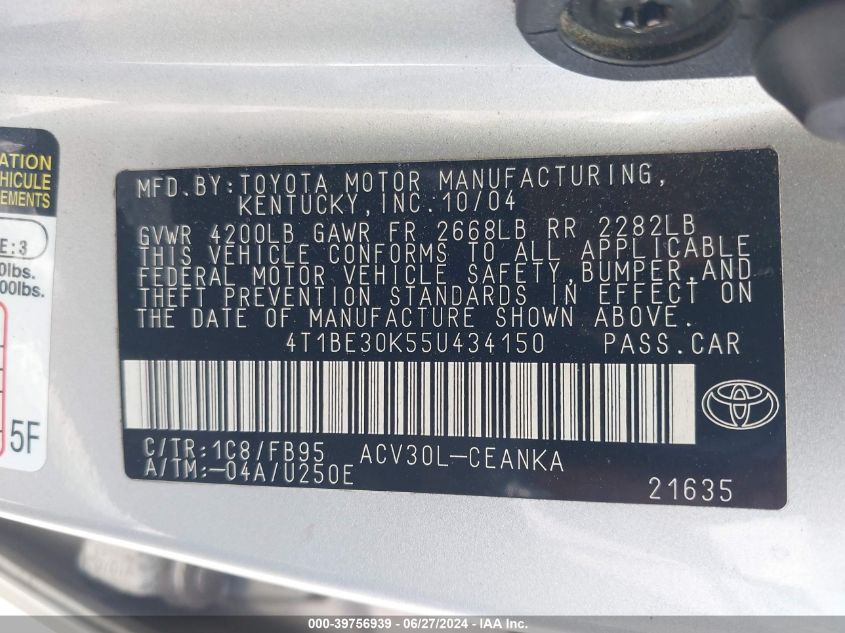 MFD.BY:TOYOTA MOTOR MANUFACTURING,
KENTUCKY,INC.10/04
GVWR 4200LB GAWR FR 2668LB RR 2282LB
THIS VEHICLE CONFORMS TO ALL APPLICABLE
FEDERAL MOTOR VEHICLE SAFETY,BUMPER,AND
THEFT PREVENTION STANDARDS IN EFFECT ON
THE DATE OF MANUFACTURE SHOWN ABOVE.
4T1BE30K55U434150 PASS.CAR
C/TR:1C8/FB95 ACV30L-CEANKA
A/TM:-04A/U250E
21635
ATION
HICULE
EMENTS
E:3
0lbs.
00lbs.
5F
000-39756939 - 06/27/2024 - IAA Inc.